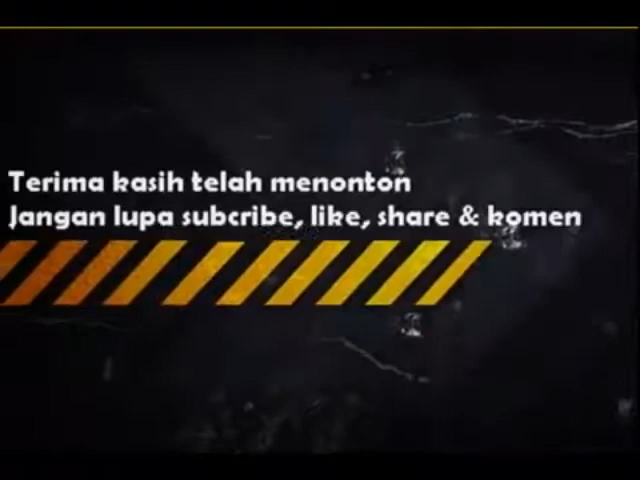 Terima kasih telah menonton
Jangan lupa subcribe, like, share & komen